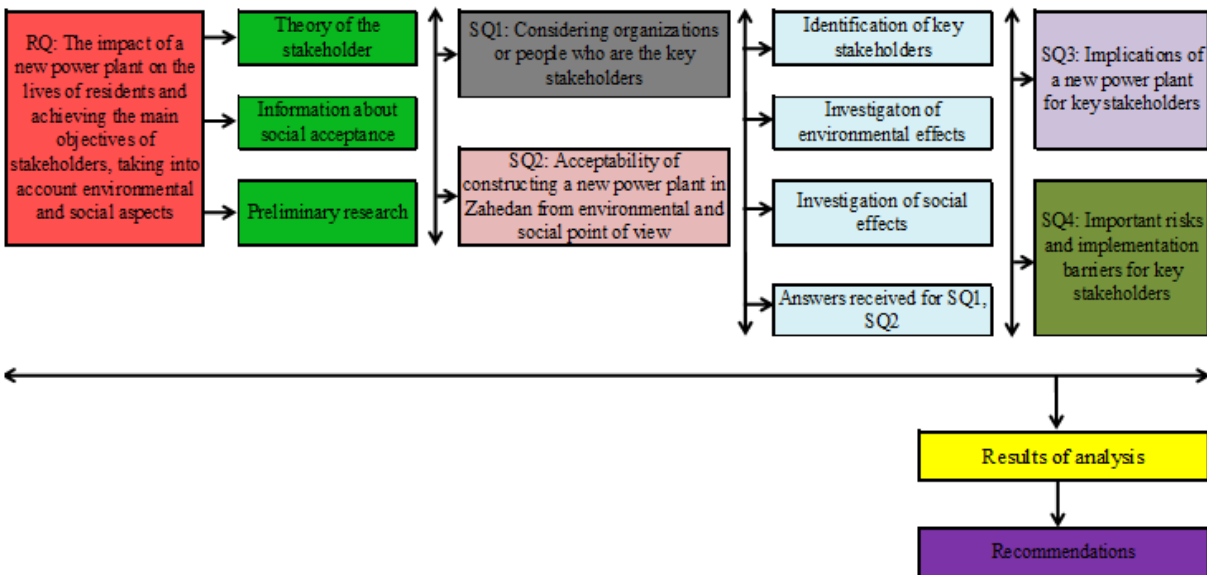 RQ: The impact of a
new power plant on the
lives of residents and
achieving the main
objectives of
stakeholders, taking into
account environmental
and social aspects
Theory of the
stakeholder
Information about
social acceptance
Preliminary research
SQ1: Considering organizations
or people who are the key
stakeholders
SQ2: Acceptability of
constructing a new power plant in
Zahedan from environmental and
social point of view
Identification of key
stakeholders
Investigaton of
environmental effects
Investigation of social
effects
Answers received for SQ1,
SQ2
SQ3: Implications of
a new power plant
for key stakeholders
SQ4: Important risks
and implementation
barriers for key
stakeholders
Results of analysis
Recommendations